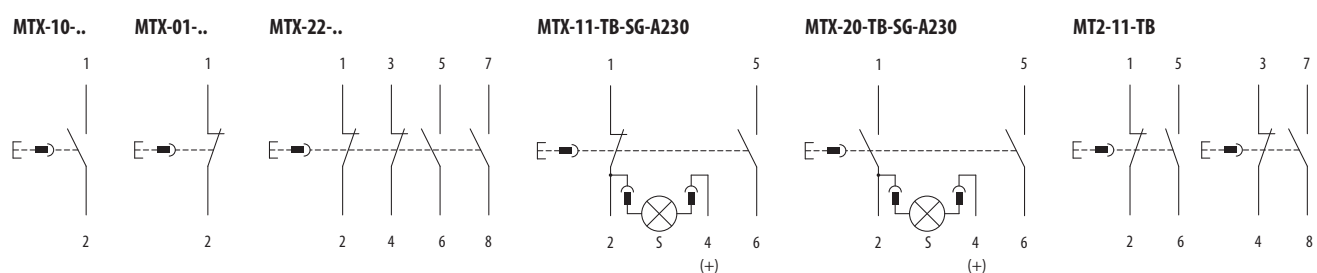 MTX-10-.. MTX-01-.. MTX-22-.. MTX-11-TB-SG-A230 MTX-20-TB-SG-A230 MT2-11-TB
1 1 1 3 5 7 1 5 1 5 1 5 3 7
2 2 2 4 6 8 2 S 4 6 2 S 4 6 2 6 4 8
(+) (+)